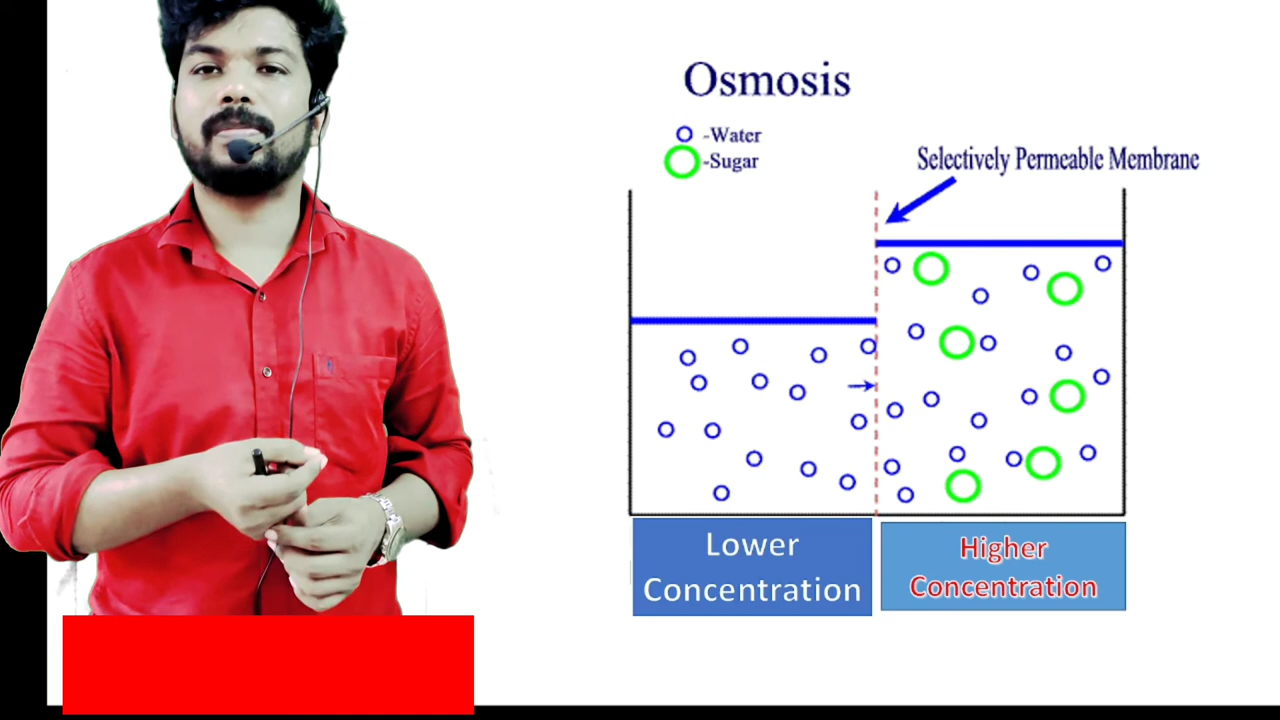 Osmosis
-Water
-Sugar
Selectively Permeable Membrane
Lower
Concentration
Higher
Concentration